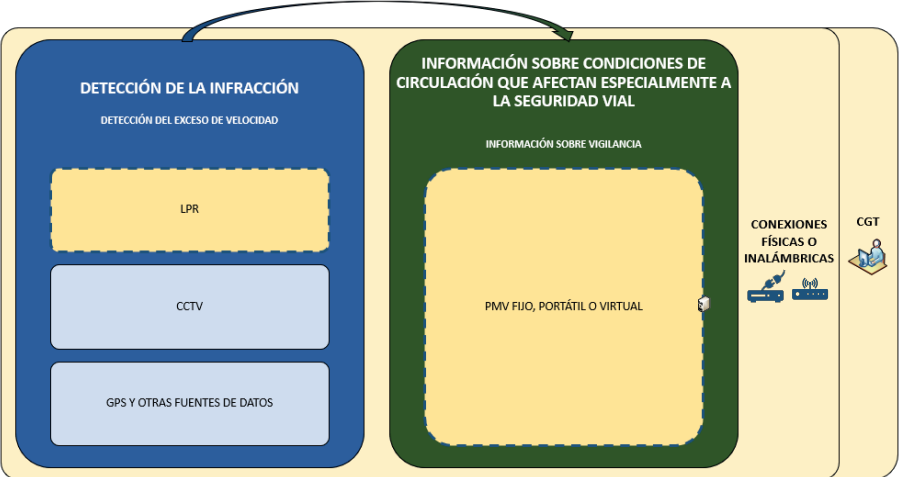 DETECCIÓN DE LA INFRACCIÓN
DETECCIÓN DEL EXCESO DE VELOCIDAD
LPR
CCTV
GPS Y OTRAS FUENTES DE DATOS
INFORMACIÓN SOBRE CONDICIONES DE
CIRCULACIÓN QUE AFECTAN ESPECIALMENTE A
LA SEGURIDAD VIAL
INFORMACIÓN SOBRE VIGILANCIA
PMV FIJO, PORTÁTIL O VIRTUAL
CONEXIONES
FÍSICAS O
INALÁMBRICAS
CGT